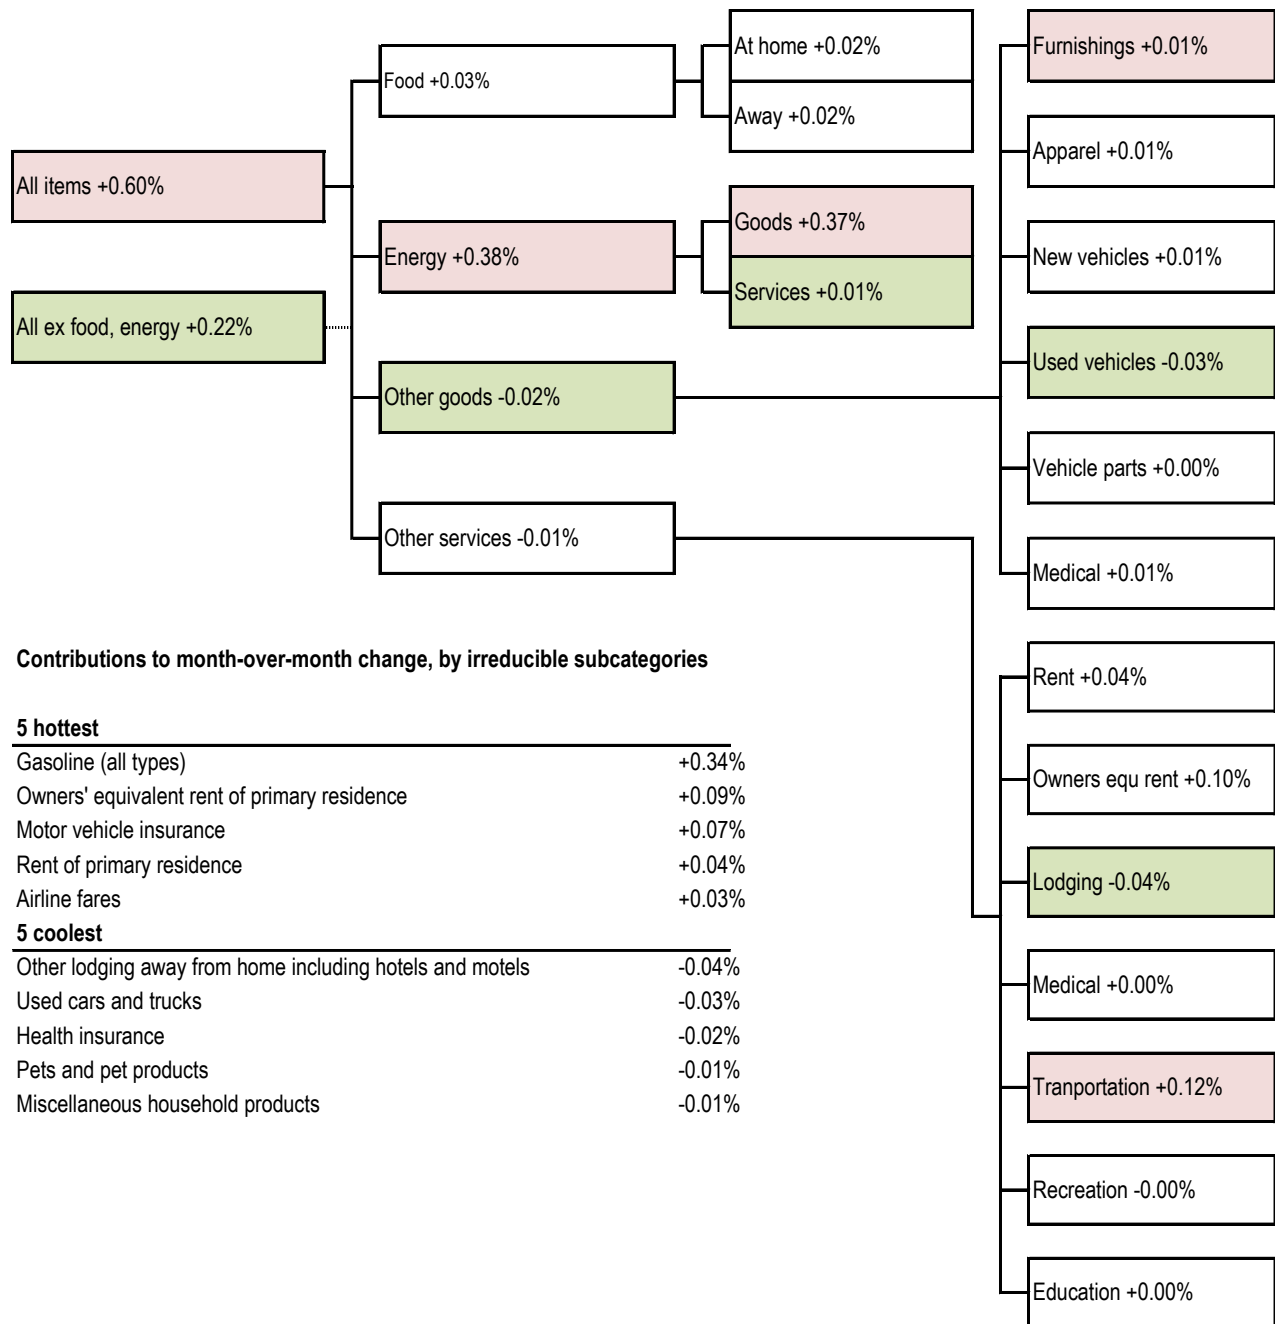 All items +0.60%
All ex food, energy +0.22%
Food +0.03%
Energy +0.38%
Other goods -0.02%
Other services -0.01%
At home +0.02%
Away +0.02%
Goods +0.37%
Services +0.01%
Furnishings +0.01%
Apparel +0.01%
New vehicles +0.01%
Used vehicles -0.03%
Vehicle parts +0.00%
Medical +0.01%
Rent +0.04%
Owners equ rent +0.10%
Lodging -0.04%
Medical +0.00%
Tranportation +0.12%
Recreation -0.00%
Education +0.00%
Contributions to month-over-month change, by irreducible subcategories
5 hottest
Gasoline (all types) +0.34%
Owners' equivalent rent of primary residence +0.09%
Motor vehicle insurance +0.07%
Rent of primary residence +0.04%
Airline fares +0.03%
5 coolest
Other lodging away from home including hotels and motels -0.04%
Used cars and trucks -0.03%
Health insurance -0.02%
Pets and pet products -0.01%
Miscellaneous household products -0.01%